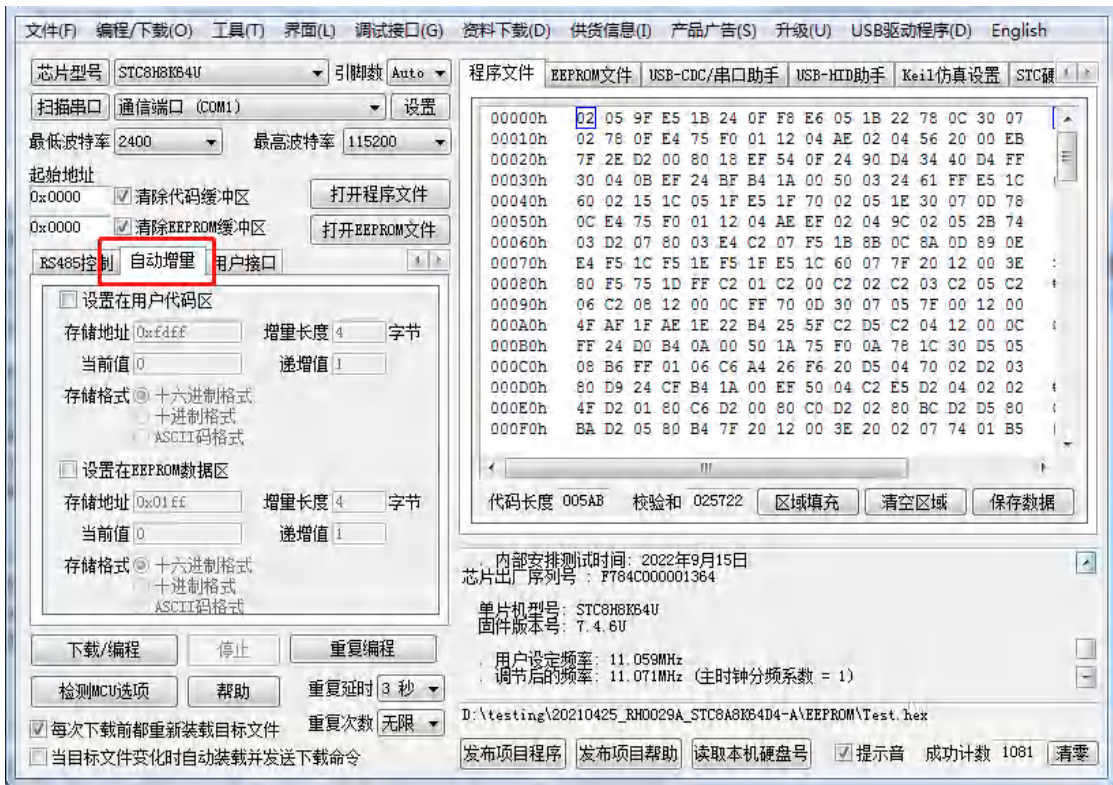 文件(F) 编程/下载(O) 工具(T) 界面(L) 调试接口(G) 资料下载(D) 供货信息(I) 产品广告(S) 升级(U) USB驱动程序(D) English
芯片型号 STC8H8K64U 引脚数 Auto
扫描串口 通信端口 (COM1) 设置
最低波特率 2400 最高波特率 115200
起始地址
0x0000 清除代码缓冲区 打开程序文件
0x0000 清除EEPROM缓冲区 打开EEPROM文件
RS485控制 自动增量 用户接口
设置在用户代码区
存储地址 0xfdff 增量长度 4 字节
当前值 0 递增值 1
存储格式 十六进制格式
十进制格式
ASCII码格式
设置在EEPROM数据区
存储地址 0x01ff 增量长度 4 字节
当前值 0 递增值 1
存储格式 十六进制格式
十进制格式
ASCII码格式
下载/编程 停止 重复编程
检测MCU选项 帮助 重复延时 3 秒
每次下载前都重新装载目标文件 重复次数 无限
当目标文件变化时自动装载并发送下载命令
程序文件 EEPROM文件 USB-CDC/串口助手 USB-HID助手 Keil仿真设置 STC硬
00000h 02 05 9F E5 1B 24 0F F8 E6 05 1B 22 78 0C 30 07
00010h 02 78 0F E4 75 F0 01 12 04 AE 02 04 56 20 00 EB
00020h 7F 2E D2 00 80 18 EF 54 0F 24 90 D4 34 40 D4 FF
00030h 30 04 0B EF 24 BF B4 1A 00 50 03 24 61 FF E5 1C
00040h 60 02 15 1C 05 1F E5 1F 70 02 05 1E 30 07 0D 78
00050h 0C E4 75 F0 01 12 04 AE EF 02 04 9C 02 05 2B 74
00060h 03 D2 07 80 03 E4 C2 07 F5 1B 8B 0C 8A 0D 89 0E
00070h E4 F5 1C F5 1E F5 1F E5 1C 60 07 7F 20 12 00 3E
00080h 80 F5 75 1D FF C2 01 C2 00 C2 02 C2 03 C2 05 C2
00090h 06 C2 08 12 00 0C FF 70 0D 30 07 05 7F 00 12 00
000A0h 4F AF 1F AE 1E 22 B4 25 5F C2 D5 C2 04 12 00 0C
000B0h FF 24 D0 B4 0A 00 50 1A 75 F0 0A 78 1C 30 D5 05
000C0h 08 B6 FF 01 06 C6 A4 26 F6 20 D5 04 70 02 D2 03
000D0h 80 D9 24 CF B4 1A 00 EF 50 04 C2 E5 D2 04 02 02
000E0h 4F D2 01 80 C6 D2 00 80 C0 D2 02 80 BC D2 D5 80
000F0h BA D2 05 80 B4 7F 20 12 00 3E 20 02 07 74 01 B5
代码长度 005AB 校验和 025722 区域填充 清空区域 保存数据
. 内部安排测试时间: 2022年9月15日
芯片出厂序列号 : F784C000001364
单片机型号: STC8H8K64U
固件版本号: 7.4.6U
. 用户设定频率: 11.059MHz
. 调节后的频率: 11.071MHz (主时钟分频系数 = 1)
D:\testing\20210425_RH0029A_STC8A8K64D4-A\EEPROM\Test.hex
发布项目程序 发布项目帮助 读取本机硬盘号 提示音 成功计数 1081 清零